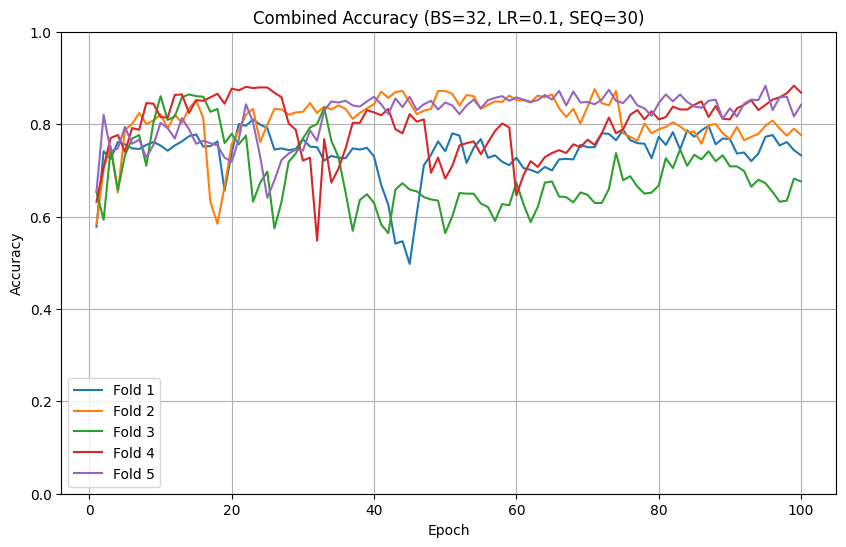 Combined Accuracy (BS=32, LR=0.1, SEQ=30)
1.0
0.8
0.6
0.4
0.2
0.0
Accuracy
Fold 1
Fold 2
Fold 3
Fold 4
Fold 5
0 20 40 60 80 100
Epoch